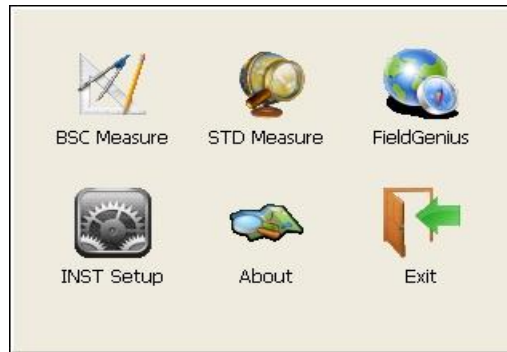 BSC Measure
STD Measure
FieldGenius
INST Setup
About
Exit